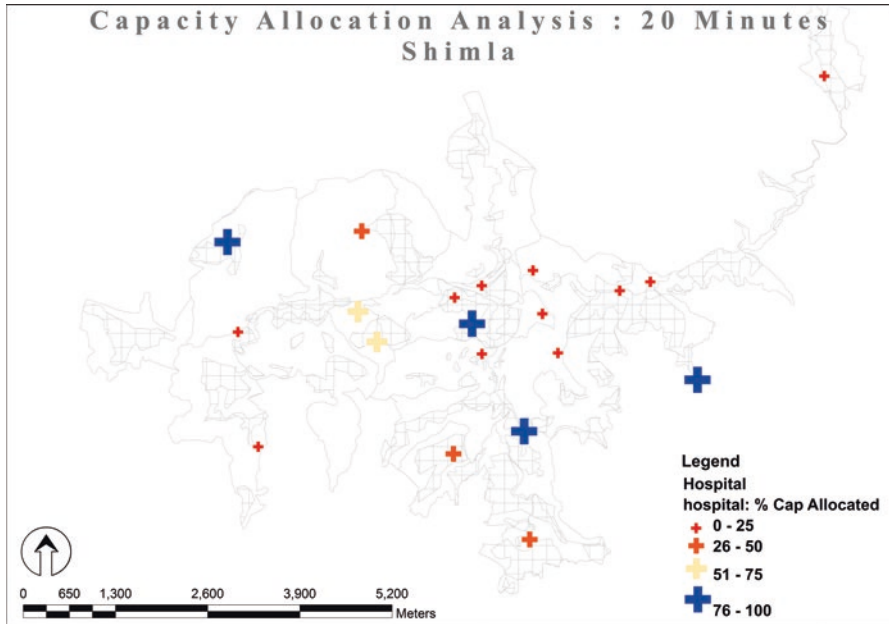 Capacity Allocation Analysis : 20 Minutes
Shimla
Legend
Hospital
hospital: % Cap Allocated
0 - 25
26 - 50
51 - 75
76 - 100
0 650 1,300 2,600 3,900 5,200
Meters